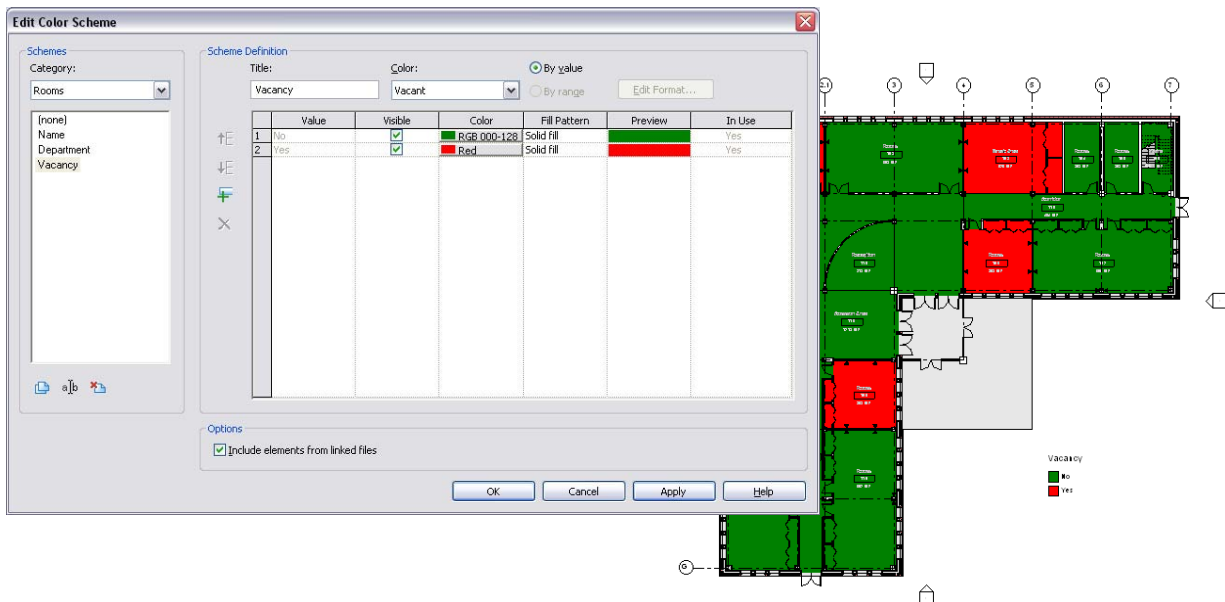 Edit Color Scheme
Schemes
Category:
Rooms
(none)
Name
Department
Vacancy
a b
Scheme Definition
Title:
Vacancy
Color:
Vacant
By value
By range
Edit Format...
Value Visible Color Fill Pattern Preview In Use
1 No RGB 000-128 Solid fill Yes
2 Yes Red Solid fill Yes
Options
Include elements from linked files
OK Cancel Apply Help
2.1 3 4 5 6 7
Vacancy
No
Yes
G